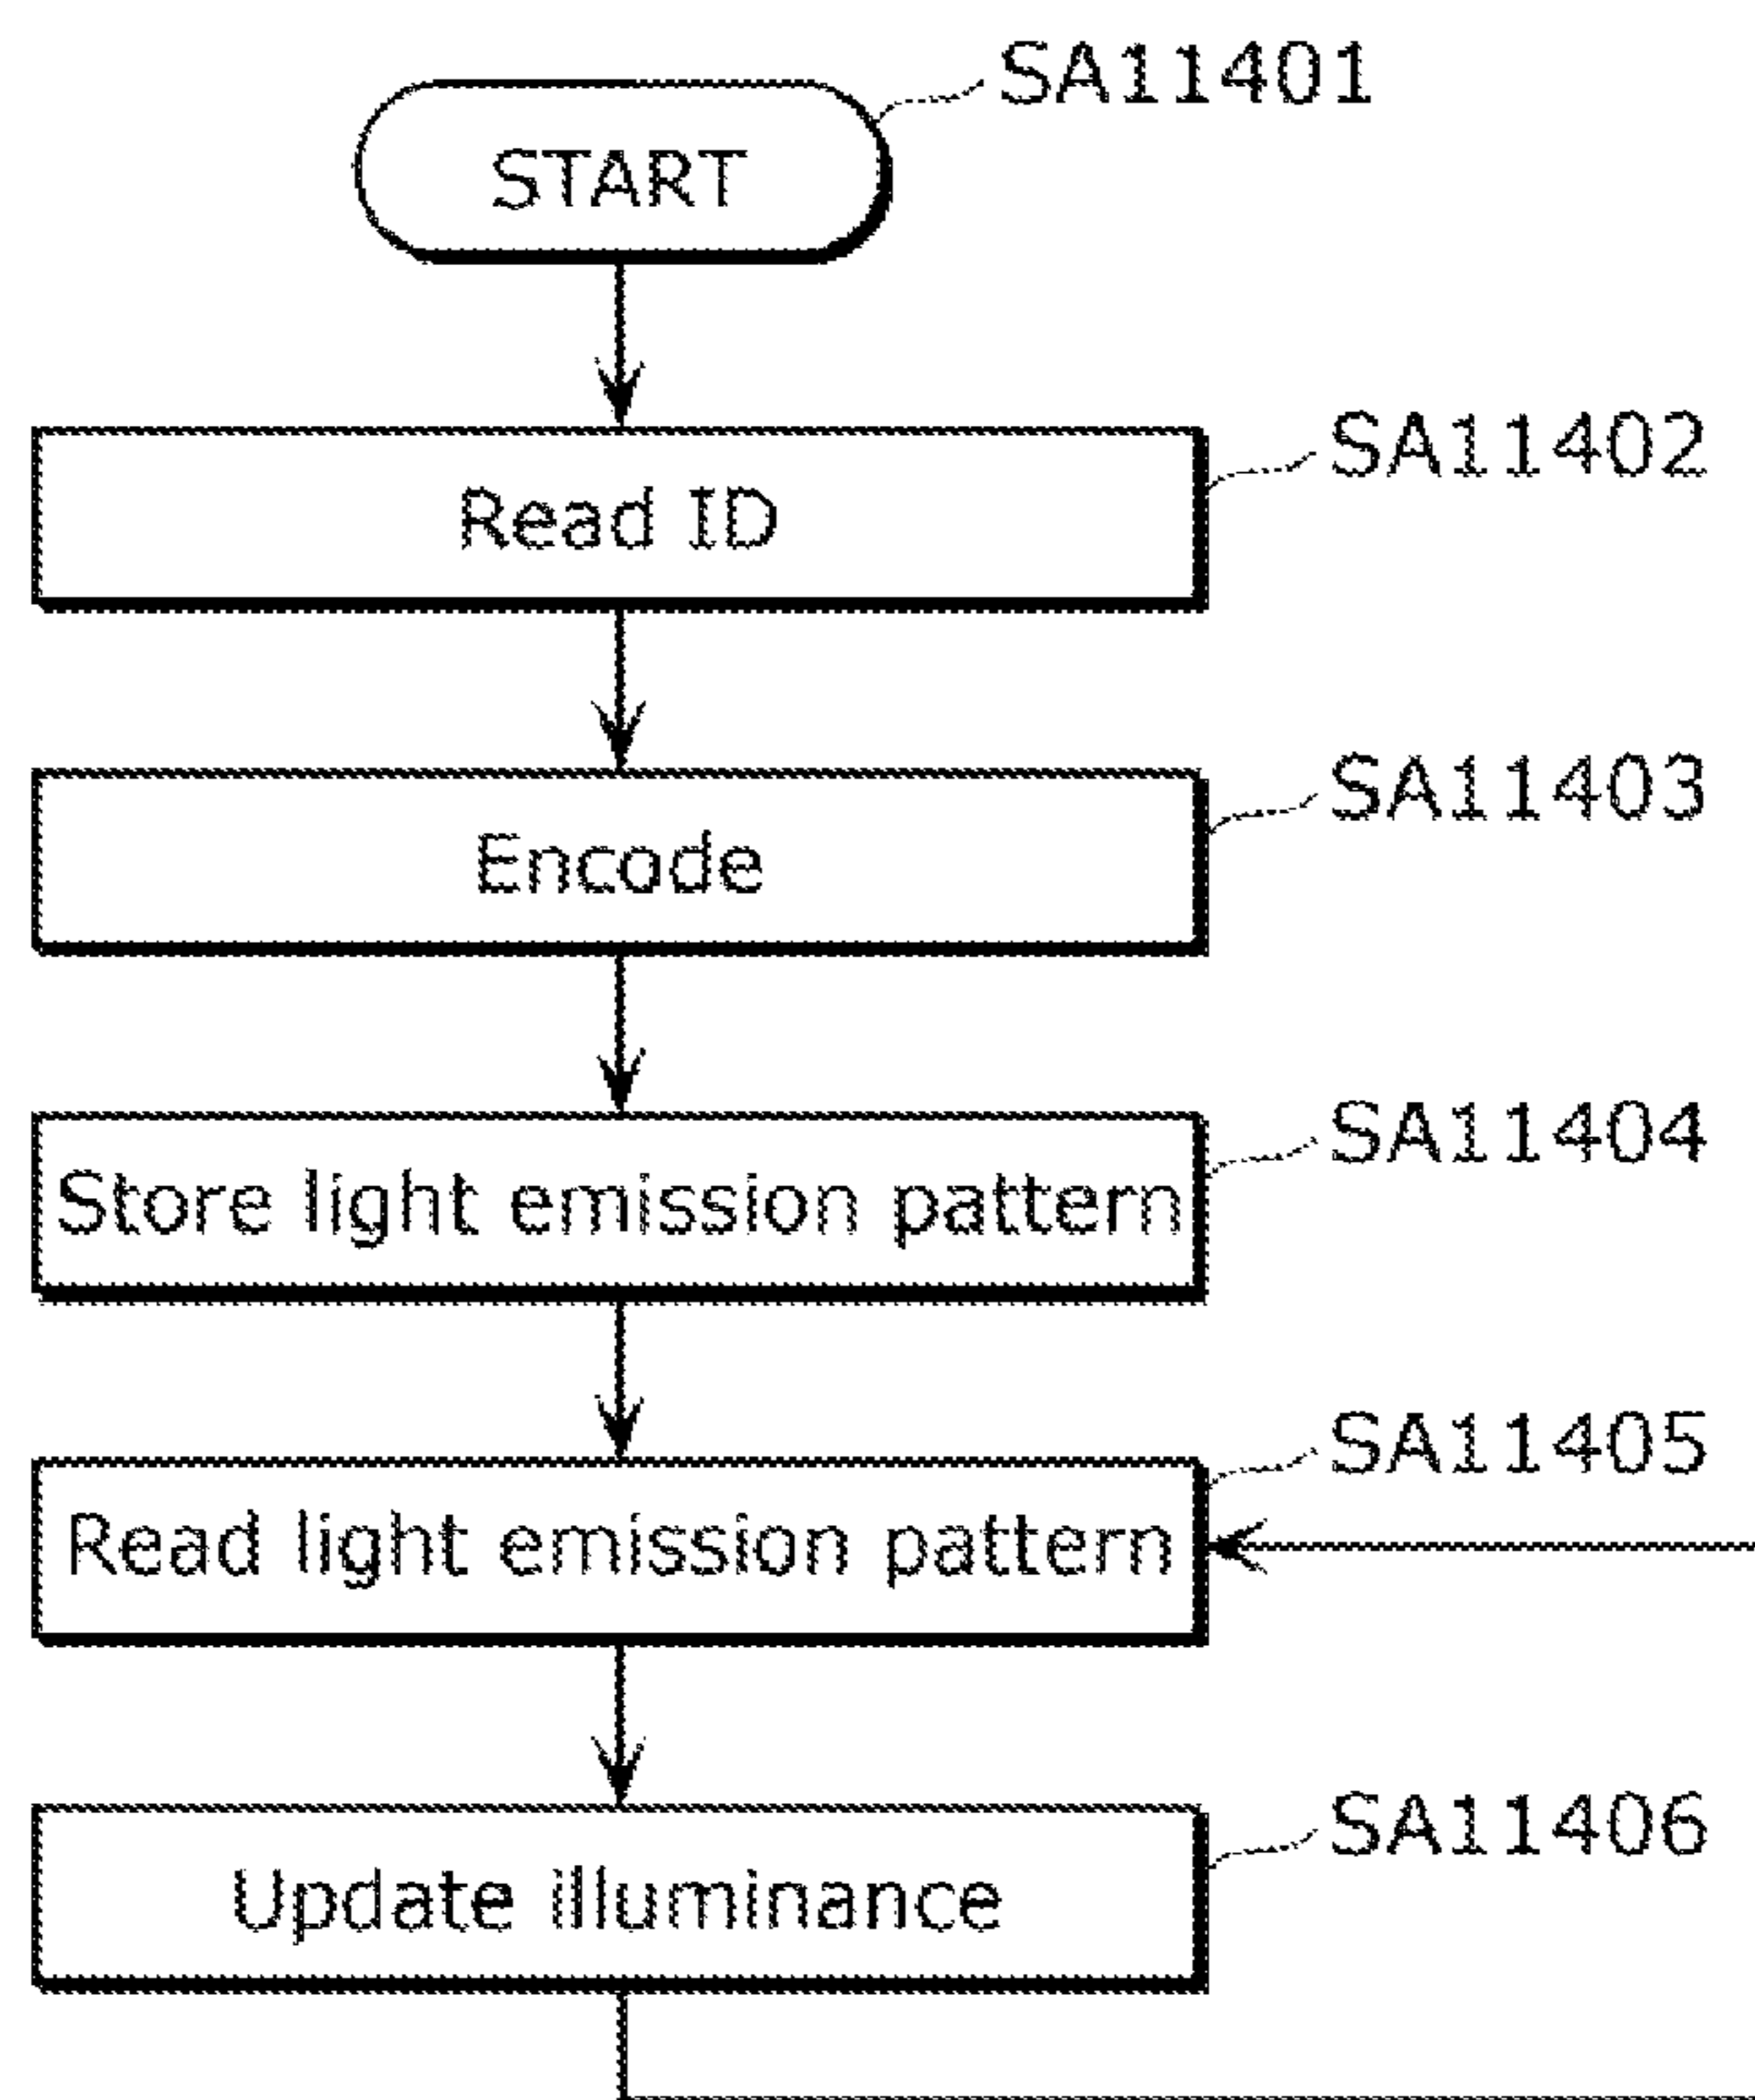 SA11401
START
SA11402
Read ID
SA11403
Encode
SA11404
Store light emission pattern
SA11405
Read light emission pattern
SA11406
Update illuminance